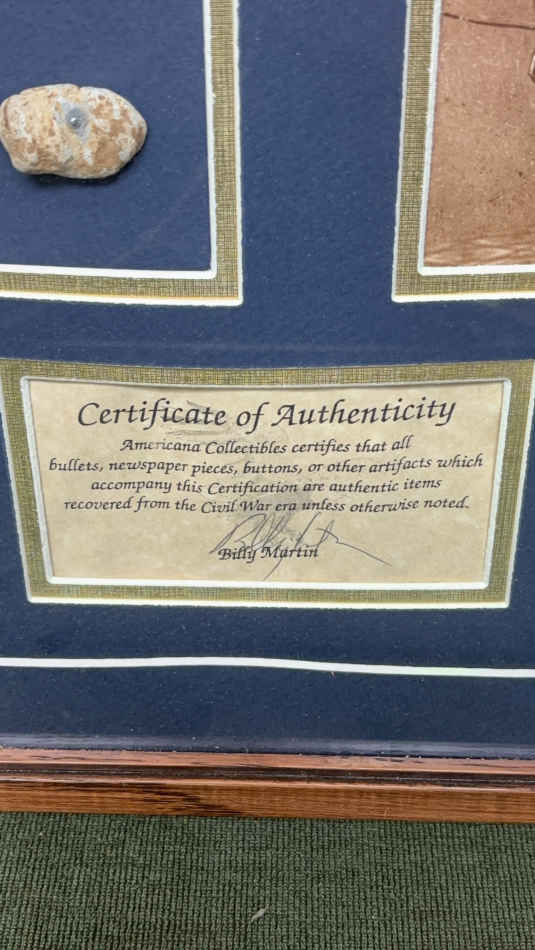 Certificate of Authenticity
Americana Collectibles certifies that all
bullets, newspaper pieces, buttons, or other artifacts which
accompany this Certification are authentic items
recovered from the Civil War era unless otherwise noted.
Billy Martin